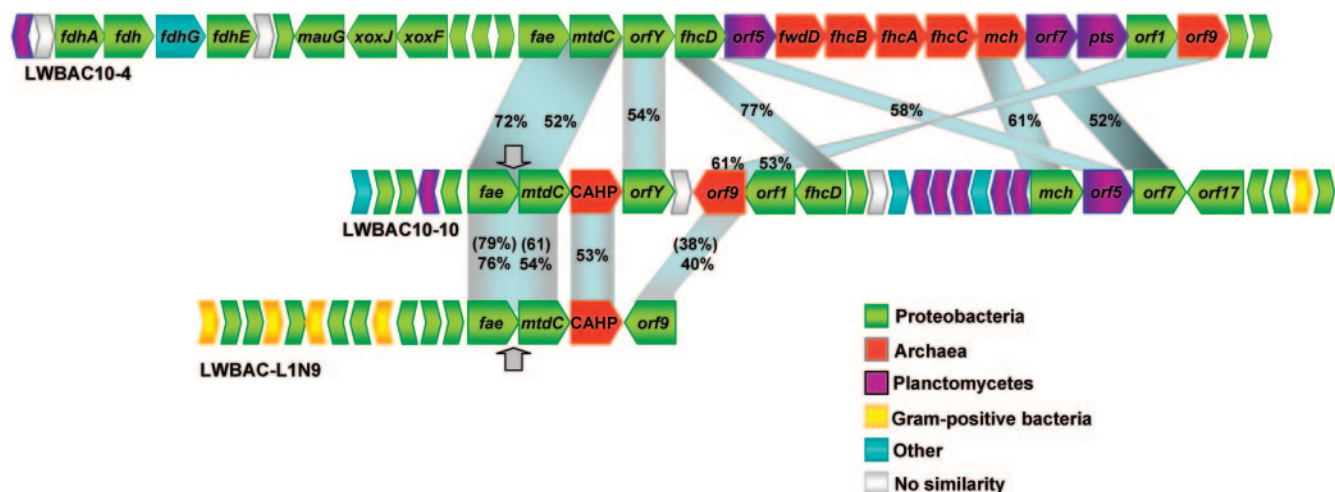 fdhA fdh fdhG fdhE mauG xoxJ xoxF fae mtdC orfY fhcD orf5 fwdD fhcB fhcA fhcC mch orf7 pts orf1 orf9
LWBAC10-4
72% 52% 54% 77% 58% 61% 52%
61% 53%
fae mtdC CAHP orfY orf9 orf1 fhcD mch orf5 orf7 orf17
LWBAC10-10
(79%) (61) (38%)
76% 54% 53% 40%
fae mtdC CAHP orf9
LWBAC-L1N9
Proteobacteria
Archaea
Planctomycetes
Gram-positive bacteria
Other
No similarity